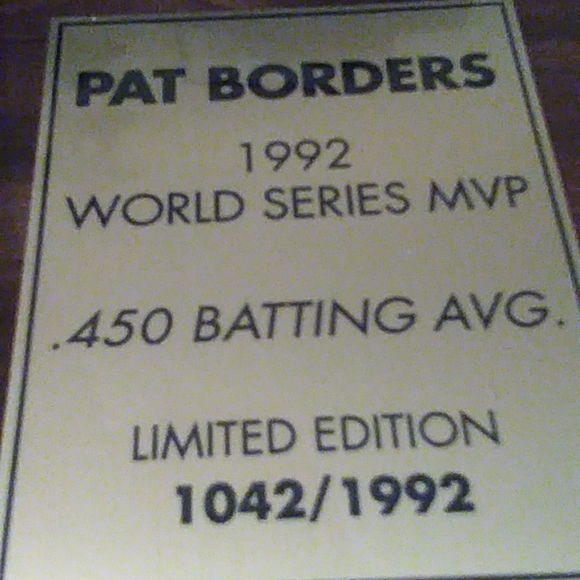 PAT BORDERS
1992
WORLD SERIES MVP
.450 BATTING AVG.
LIMITED EDITION
1042/1992